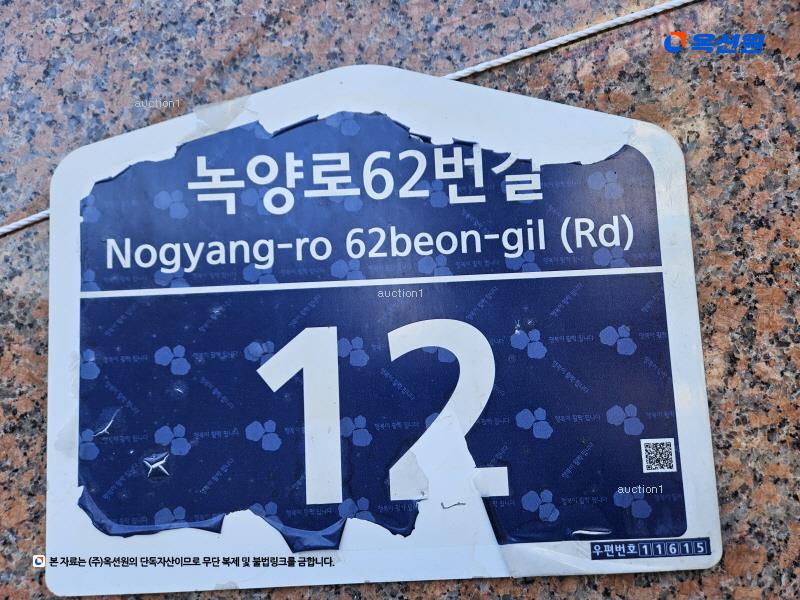 옥션원
auction1
녹양로62번길
Nogyang-ro 62beon-gil (Rd)
auction1
12
auction1
우편번호 11615
본 자료는 (주)옥션원의 단독자산이므로 무단 복제 및 불법링크를 금합니다.